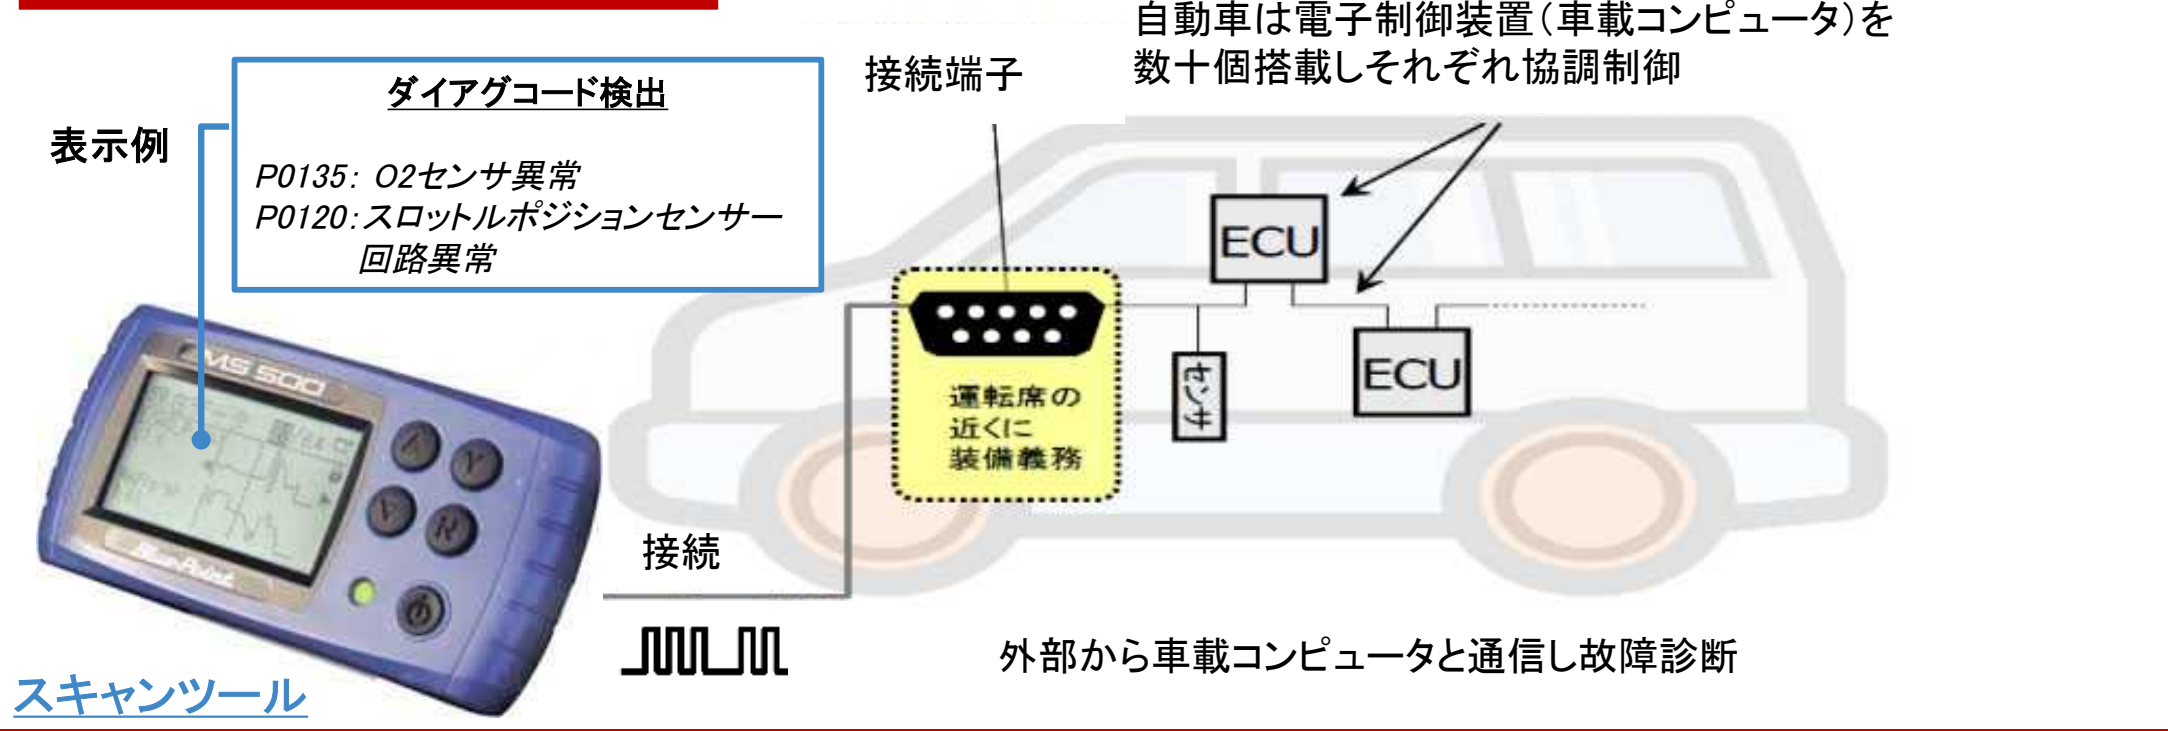 自動車は電子制御装置（車載コンピュータ）を
数十個搭載しそれぞれ協調制御
接続端子
ダイアグコード検出
表示例
P0135： O2センサ異常
P0120：スロットルポジションセンサー
回路異常
ECU
ECU
センサ
運転席の
近くに
装備義務
MS 500
接続
外部から車載コンピュータと通信し故障診断
スキャンツール